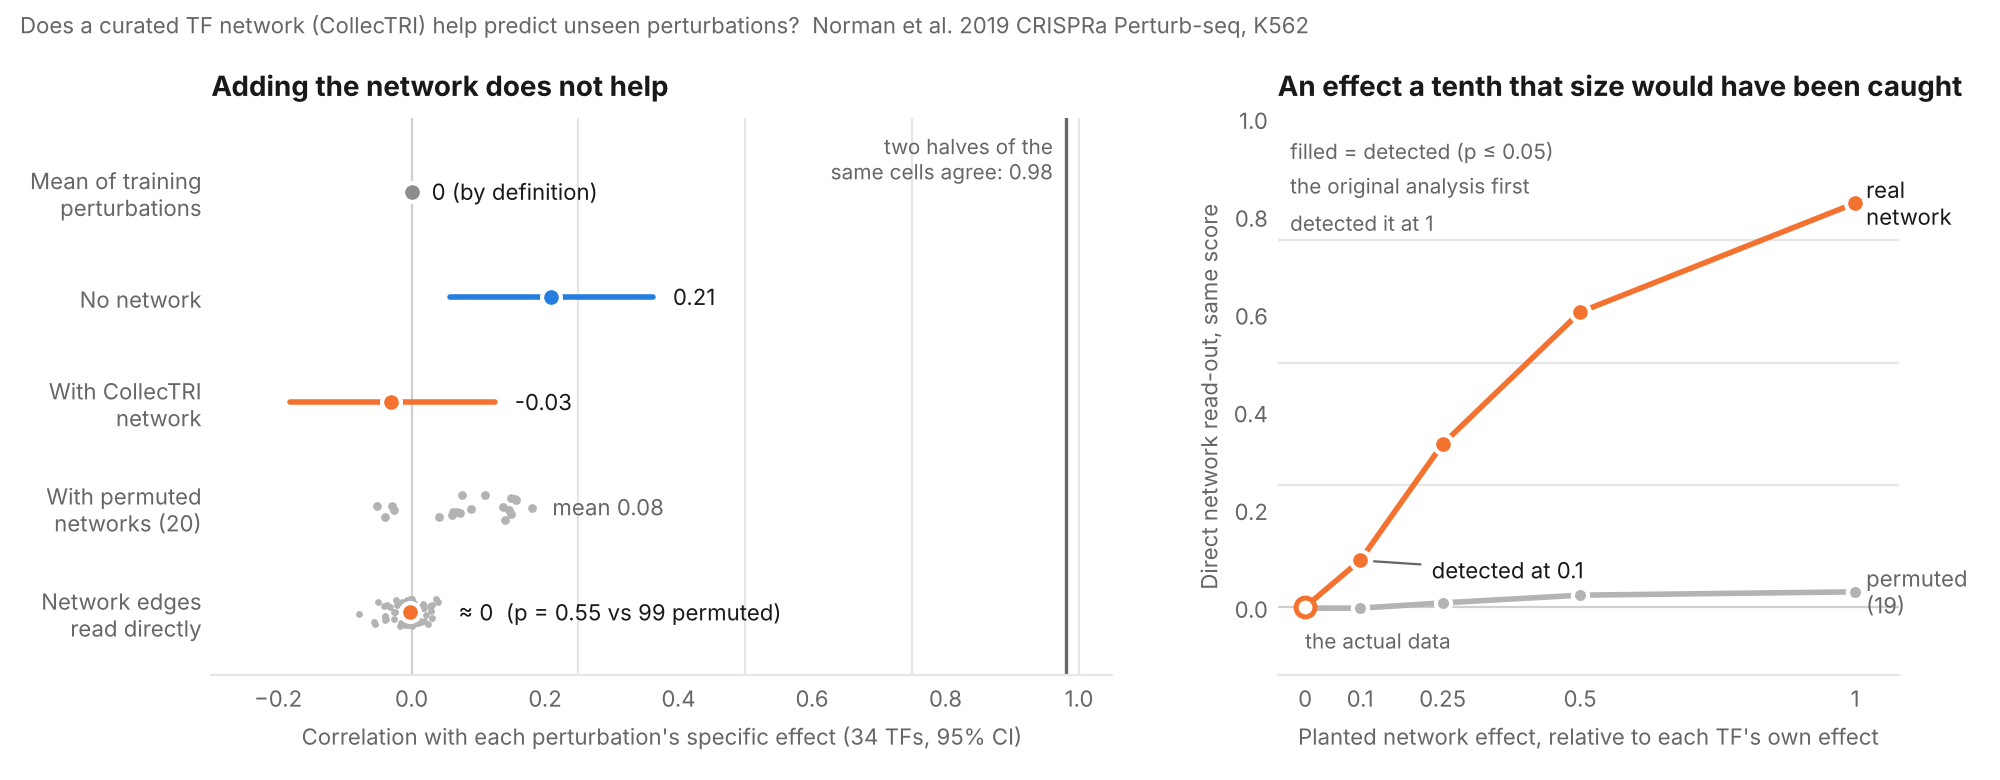 Does a curated TF network (CollecTRI) help predict unseen perturbations?  Norman et al. 2019 CRISPRa Perturb-seq, K562
Adding the network does not help
two halves of the
same cells agree: 0.98
Mean of training
perturbations
0 (by definition)
No network
0.21
With CollecTRI
network
-0.03
With permuted
networks (20)
mean 0.08
Network edges
read directly
≈ 0  (p = 0.55 vs 99 permuted)
−0.2
0.0
0.2
0.4
0.6
0.8
1.0
Correlation with each perturbation's specific effect (34 TFs, 95% CI)
An effect a tenth that size would have been caught
Direct network read-out, same score
1.0
0.8
0.6
0.4
0.2
0.0
filled = detected (p ≤ 0.05)
the original analysis first
detected it at 1
real
network
detected at 0.1
permuted
(19)
the actual data
0
0.1
0.25
0.5
1
Planted network effect, relative to each TF's own effect